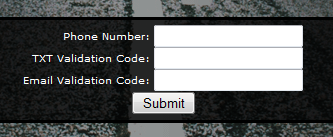 Phone Number:
TXT Validation Code:
Email Validation Code:
Submit